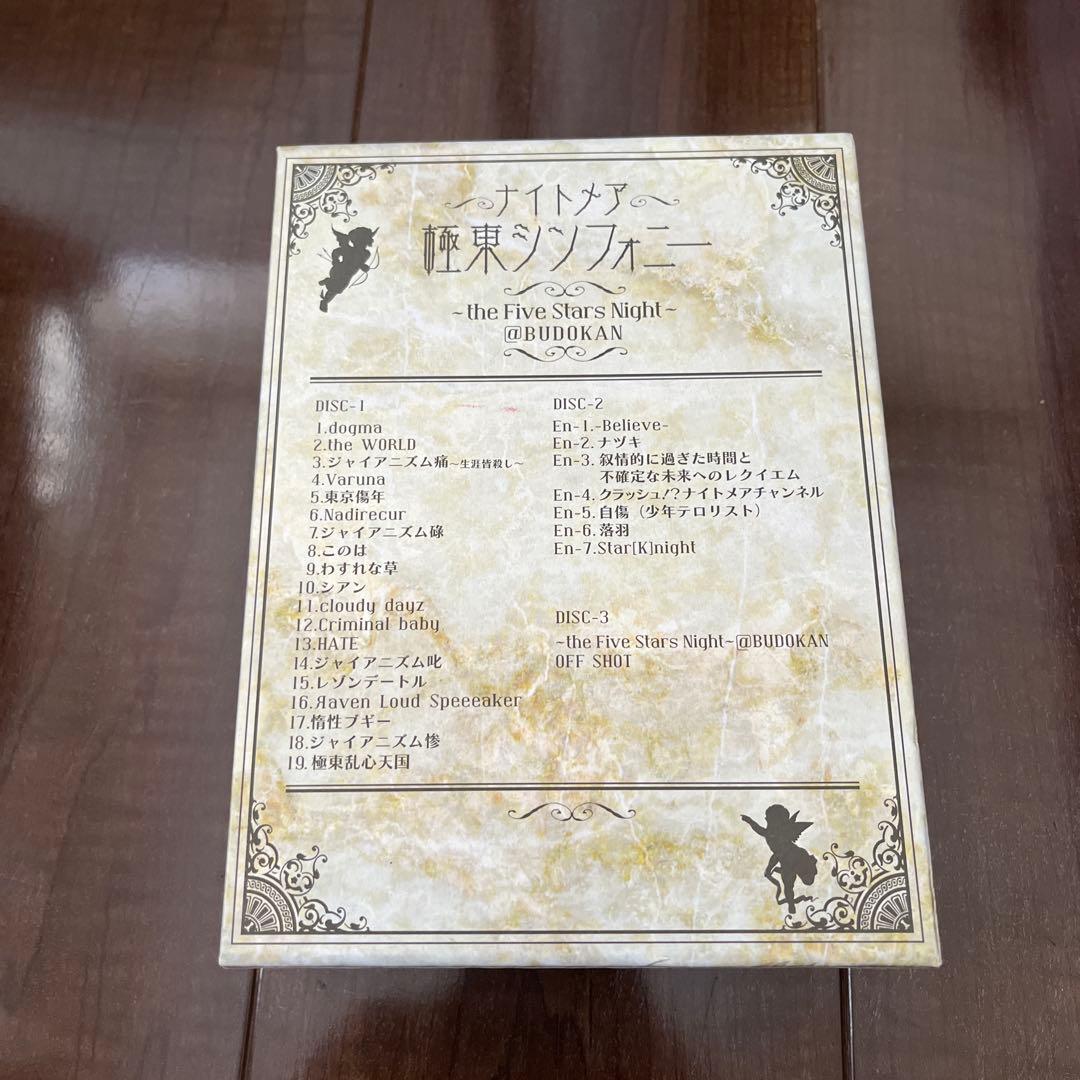 ナイトメア
極東シンフォニー
~the Five Stars Night~
@BUDOKAN
DISC-1
1.dogma
2.the WORLD
3.ジャイアニズム痛~生涯皆殺し~
4.Varuna
5.東京傷年
6.Nadirecur
7.ジャイアニズム碌
8.このは
9.わすれな草
10.シアン
11.cloudy dayz
12.Criminal baby
13.HATE
14.ジャイアニズム叱
15.レゾンデートル
16.Яaven Loud Speeeaker
17.惰性ブギー
18.ジャイアニズム惨
19.極東乱心天国
DISC-2
En-1.-Believe-
En-2.ナヅキ
En-3.叙情的に過ぎた時間と
不確定な未来へのレクイエム
En-4.クラッシュ!?ナイトメアチャンネル
En-5.自傷(少年テロリスト)
En-6.落羽
En-7.Star[K]night
DISC-3
~the Five Stars Night~@BUDOKAN
OFF SHOT